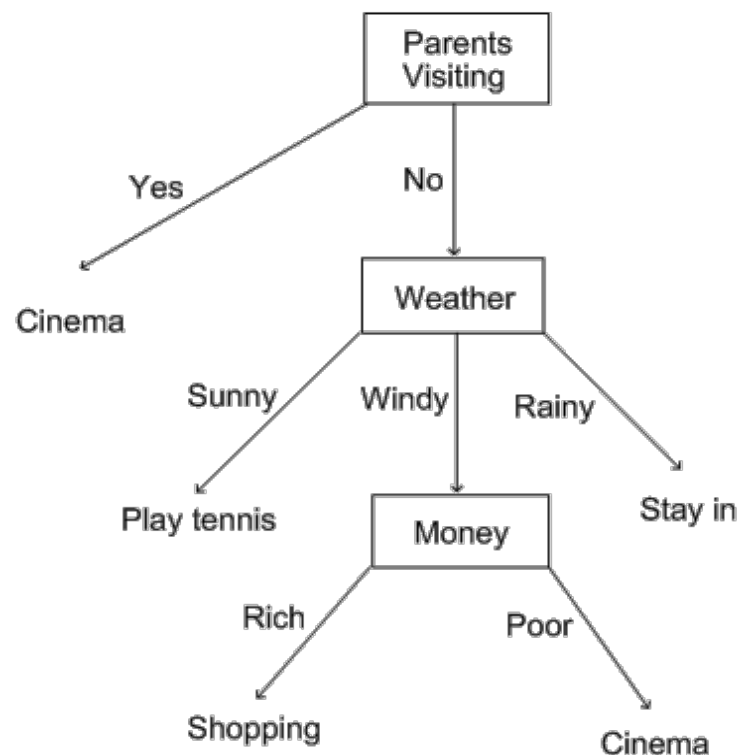 Parents
Visiting
Yes
No
Cinema
Weather
Sunny
Windy
Rainy
Play tennis
Stay in
Money
Rich
Poor
Shopping
Cinema